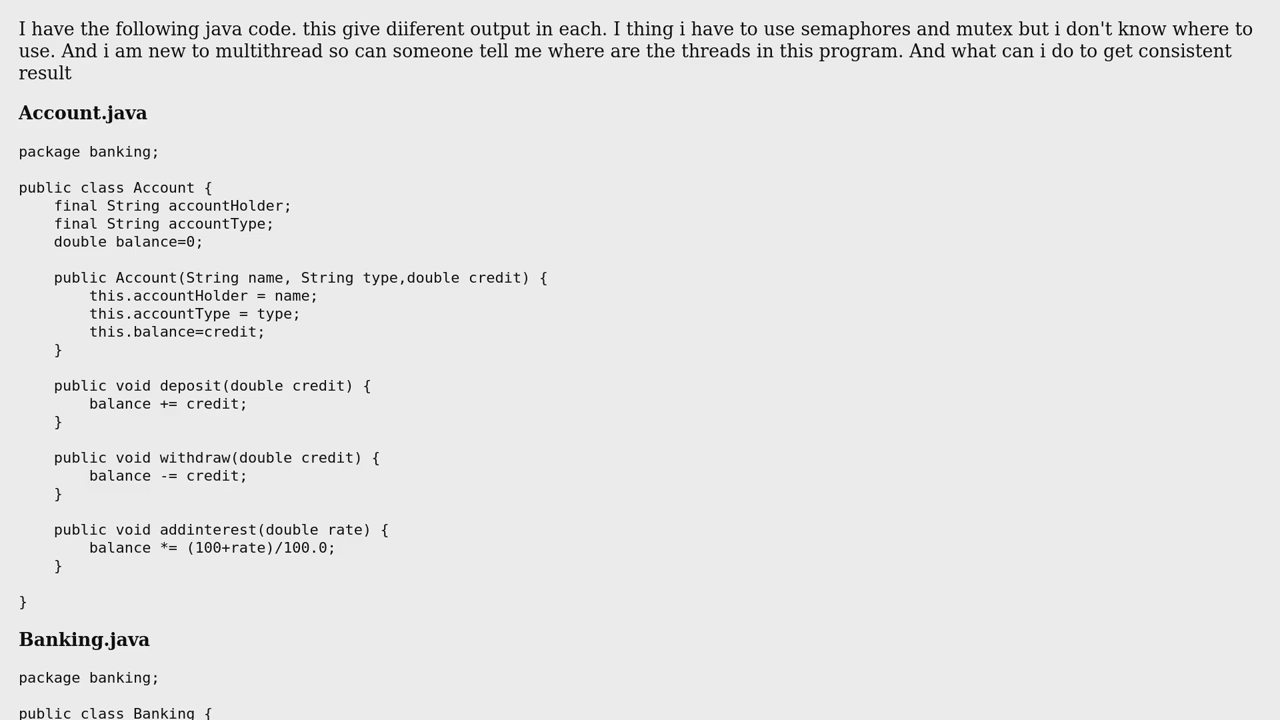 I have the following java code. this give diiferent output in each. I thing i have to use semaphores and mutex but i don't know where to
use. And i am new to multithread so can someone tell me where are the threads in this program. And what can i do to get consistent
result
Account.java
package banking;
public class Account {
    final String accountHolder;
    final String accountType;
    double balance=0;
    public Account(String name, String type,double credit) {
        this.accountHolder = name;
        this.accountType = type;
        this.balance=credit;
    }
    public void deposit(double credit) {
        balance += credit;
    }
    public void withdraw(double credit) {
        balance -= credit;
    }
    public void addinterest(double rate) {
        balance *= (100+rate)/100.0;
    }
}
Banking.java
package banking;
public class Banking {